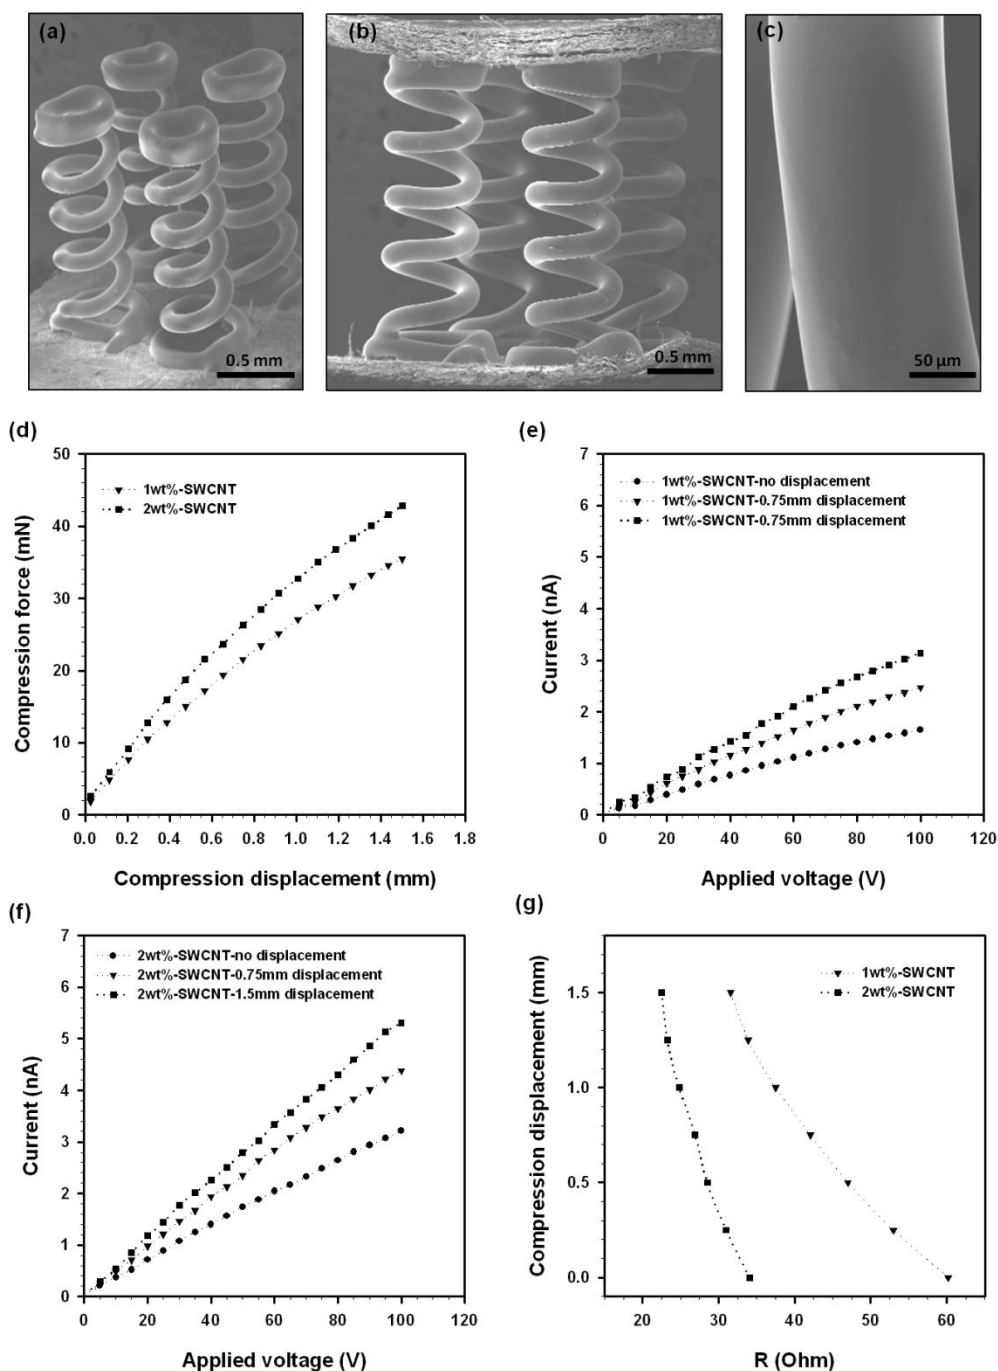 (a)
(b)
(c)
0.5 mm
0.5 mm
50 µm
(d)
50
40
30
20
10
0
Compression force (mN)
1wt%-SWCNT
2wt%-SWCNT
0.0 0.2 0.4 0.6 0.8 1.0 1.2 1.4 1.6 1.8
Compression displacement (mm)
(e)
7
6
5
4
3
2
1
0
Current (nA)
1wt%-SWCNT-no displacement
1wt%-SWCNT-0.75mm displacement
1wt%-SWCNT-0.75mm displacement
0 20 40 60 80 100 120
Applied voltage (V)
(f)
7
6
5
4
3
2
1
0
Current (nA)
2wt%-SWCNT-no displacement
2wt%-SWCNT-0.75mm displacement
2wt%-SWCNT-1.5mm displacement
0 20 40 60 80 100 120
Applied voltage (V)
(g)
1.5
1.0
0.5
0.0
Compression displacement (mm)
1wt%-SWCNT
2wt%-SWCNT
20 30 40 50 60
R (Ohm)